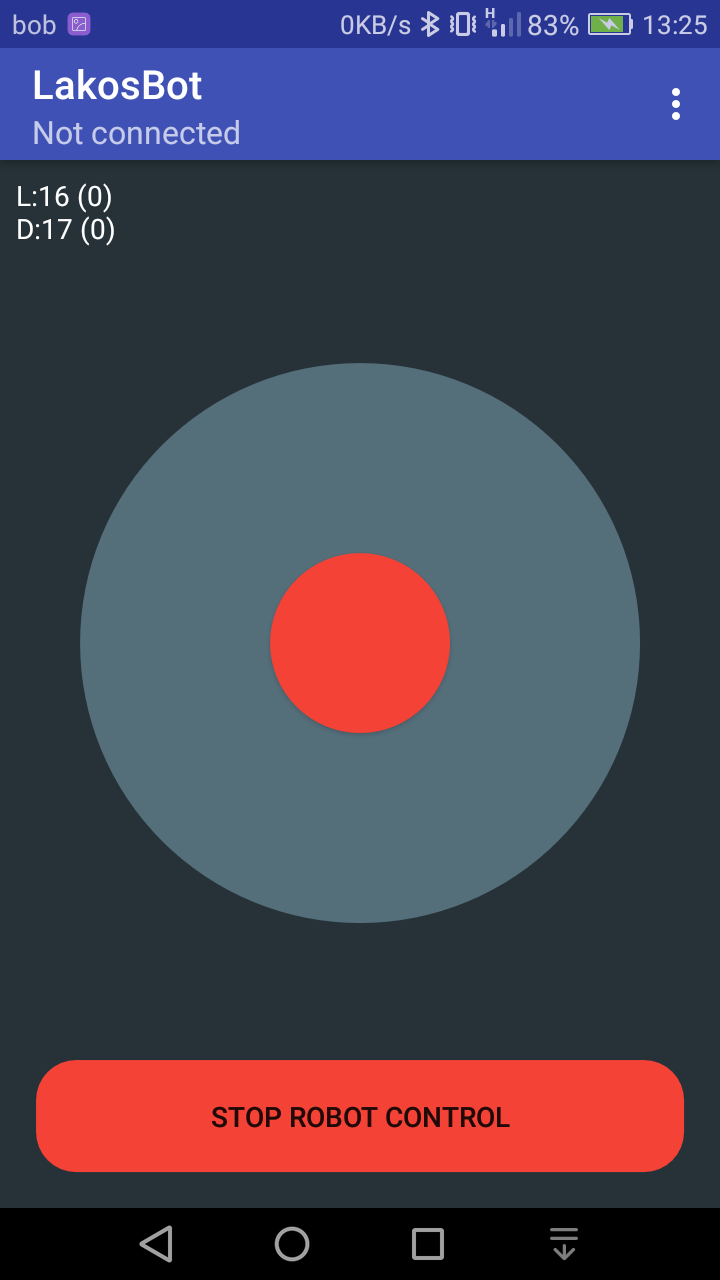 bob 0KB/s H 83% 13:25
LakosBot
Not connected
L:16 (0)
D:17 (0)
STOP ROBOT CONTROL